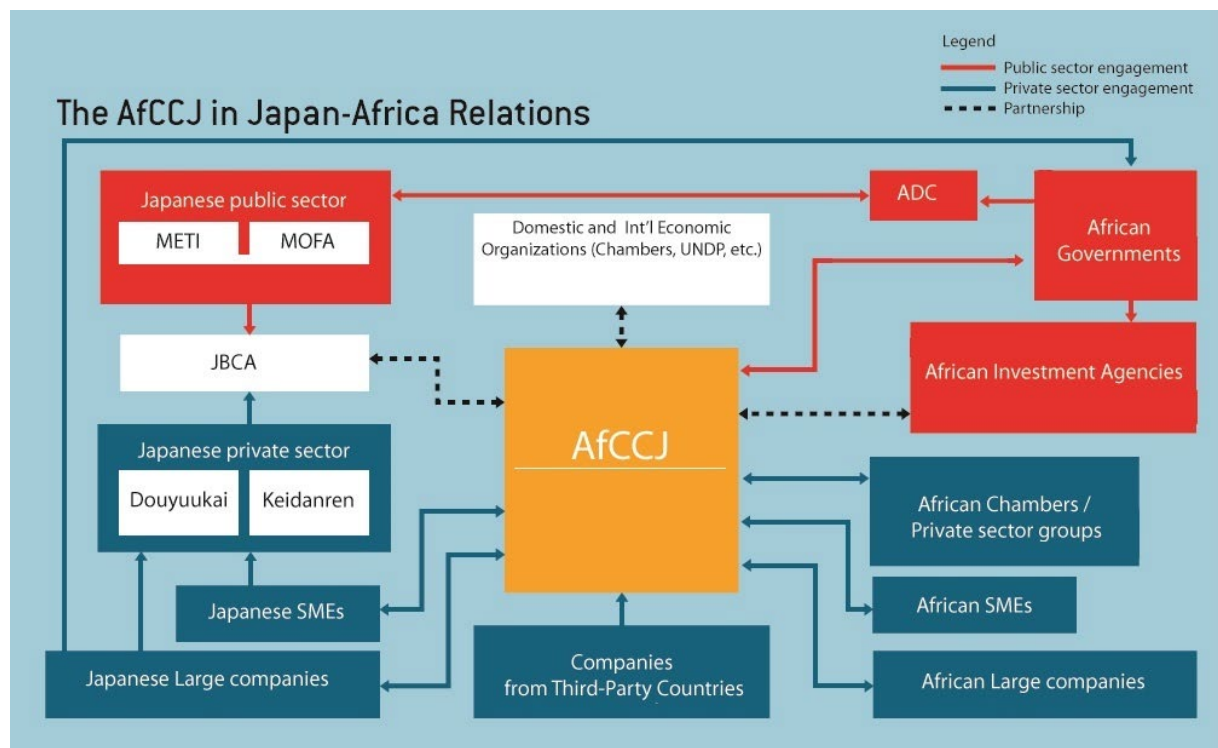 Legend
Public sector engagement
Private sector engagement
Partnership
The AfCCJ in Japan-Africa Relations
Japanese public sector
METI
MOFA
ADC
African
Governments
Domestic and Int'l Economic
Organizations (Chambers, UNDP, etc.)
JBCA
African Investment Agencies
AfCCJ
Japanese private sector
Douyuukai
Keidanren
African Chambers /
Private sector groups
Japanese SMEs
African SMEs
Companies
from Third-Party Countries
Japanese Large companies
African Large companies